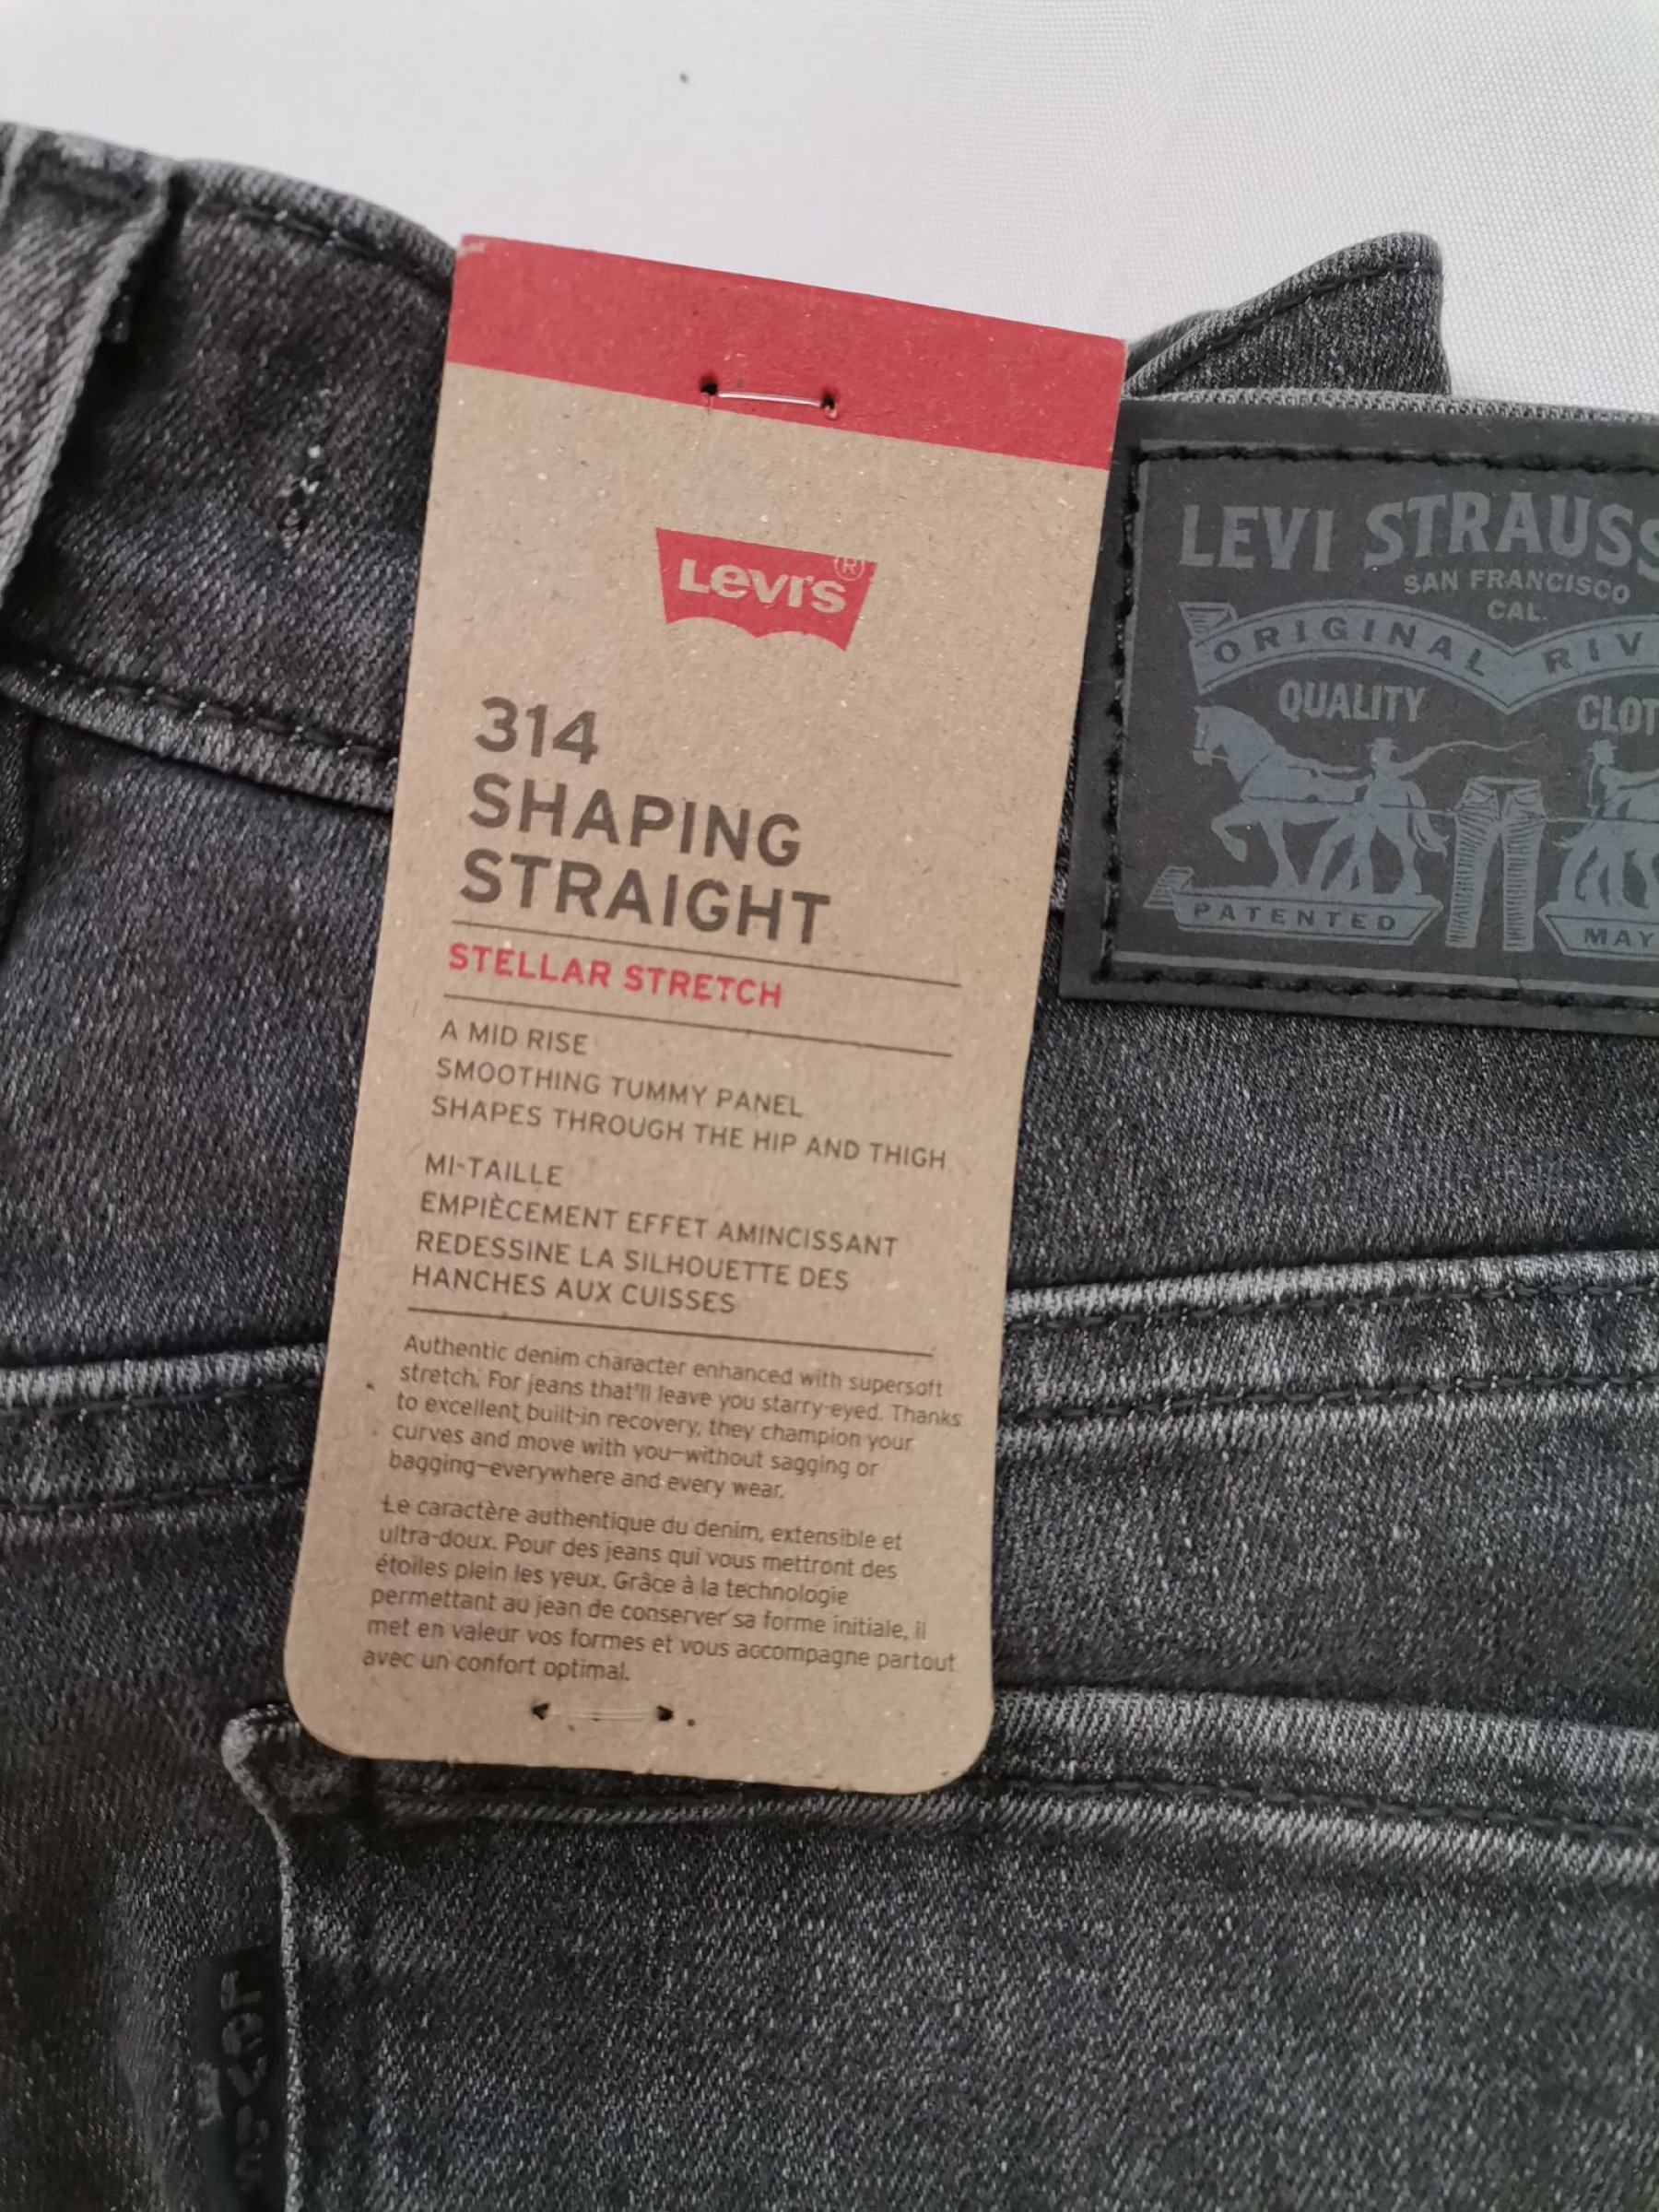 Levi's®
314
SHAPING
STRAIGHT
STELLAR STRETCH
A MID RISE
SMOOTHING TUMMY PANEL
SHAPES THROUGH THE HIP AND THIGH
MI-TAILLE
EMPIÈCEMENT EFFET AMINCISSANT
REDESSINE LA SILHOUETTE DES
HANCHES AUX CUISSES
Authentic denim character enhanced with supersoft
stretch. For jeans that'll leave you starry-eyed. Thanks
to excellent built-in recovery, they champion your
curves and move with you—without sagging or
bagging—everywhere and every wear.
Le caractère authentique du denim, extensible et
ultra-doux. Pour des jeans qui vous mettront des
étoiles plein les yeux. Grâce à la technologie
permettant au jean de conserver sa forme initiale, il
met en valeur vos formes et vous accompagne partout
avec un confort optimal.
LEVI STRAUSS
SAN FRANCISCO
CAL.
ORIGINAL RIV
QUALITY CLOT
PATENTED MAY